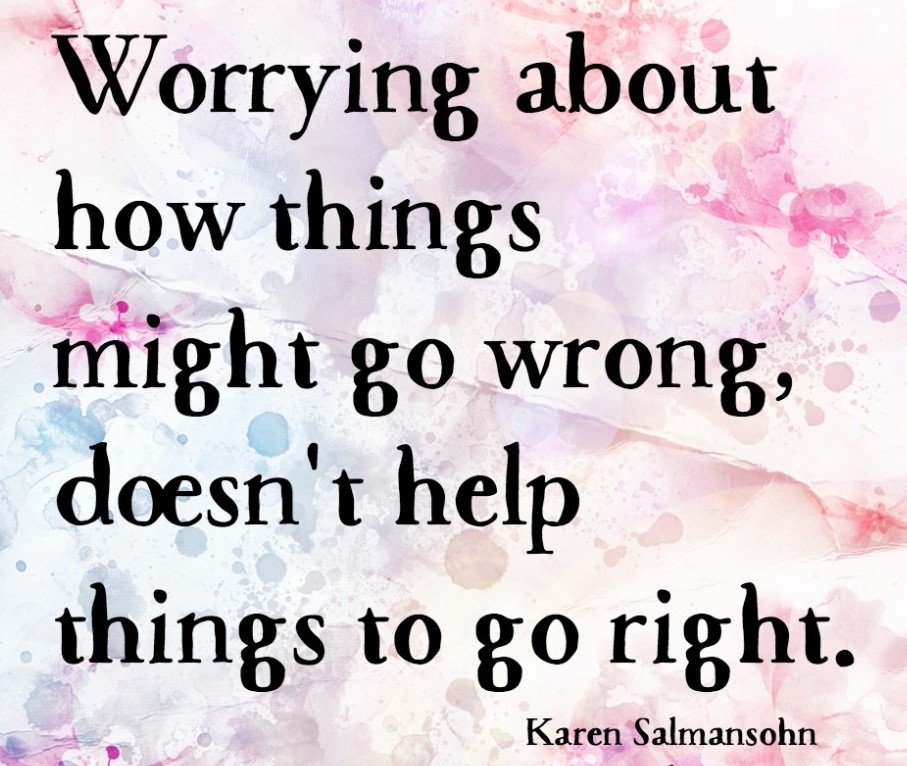 Worrying about
how things
might go wrong,
doesn't help
things to go right.
Karen Salmansohn